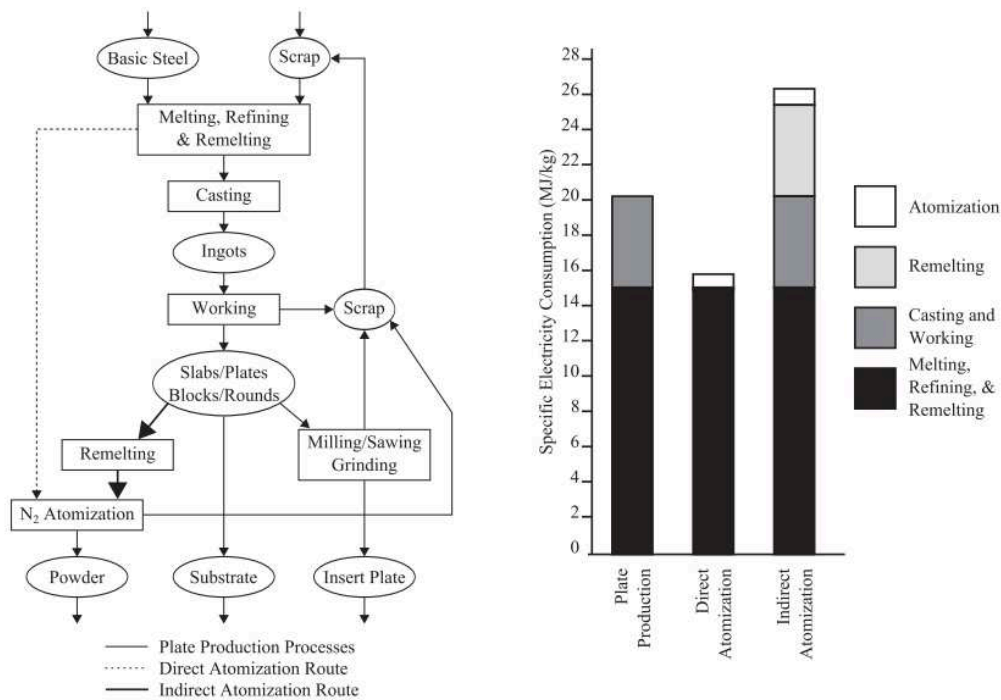 Basic Steel
Scrap
Melting, Refining
& Remelting
Casting
Ingots
Working
Scrap
Slabs/Plates
Blocks/Rounds
Remelting
Milling/Sawing
Grinding
N₂ Atomization
Powder
Substrate
Insert Plate
Plate Production Processes
Direct Atomization Route
Indirect Atomization Route
Specific Electricity Consumption (MJ/kg)
28
26
24
22
20
18
16
14
12
10
8
6
4
2
0
Plate
Production
Direct
Atomization
Indirect
Atomization
Atomization
Remelting
Casting and
Working
Melting,
Refining, &
Remelting